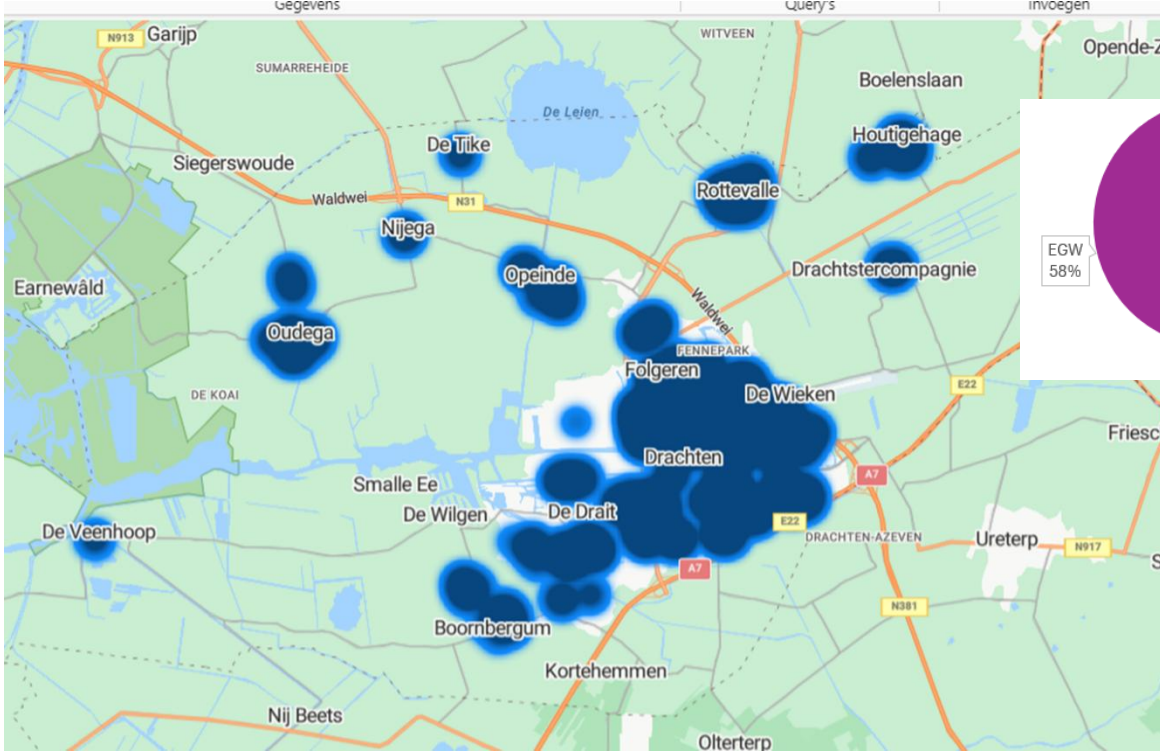 Gegevens
Query's
Invoegen
N913
Garijp
WITVEEN
Opende-Z
SUMARREHEIDE
Boelenslaan
De Leien
De Tike
Houtigehage
Siegerswoude
Waldwei
N31
Rottevalle
Nijega
EGW
58%
Opeinde
Drachtstercompagnie
Earnewâld
Waldwei
Oudega
FENNEPARK
Folgeren
DE KOAI
De Wieken
E22
Friesc
Drachten
A7
Smalle Ee
De Wilgen
De Drait
E22
DRACHTEN-AZEVEN
De Veenhoop
Ureterp
N917
A7
S
N381
Boornbergum
Kortehemmen
Nij Beets
Olterterp